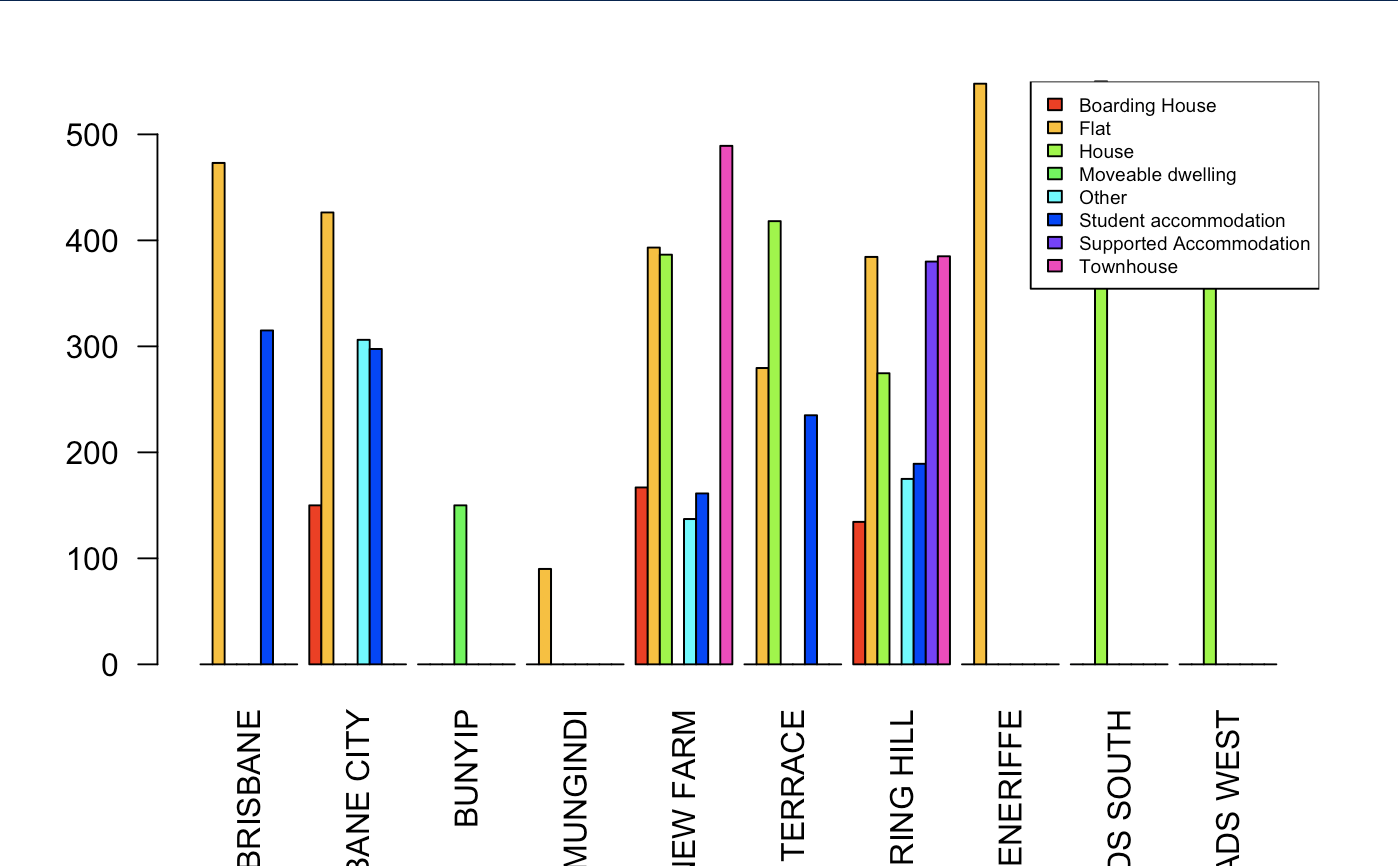 500
400
300
200
100
0
Boarding House
Flat
House
Moveable dwelling
Other
Student accommodation
Supported Accommodation
Townhouse
BRISBANE
BANE CITY
BUNYIP
MUNGINDI
NEW FARM
TERRACE
RING HILL
ENERIFFE
DS SOUTH
ADS WEST